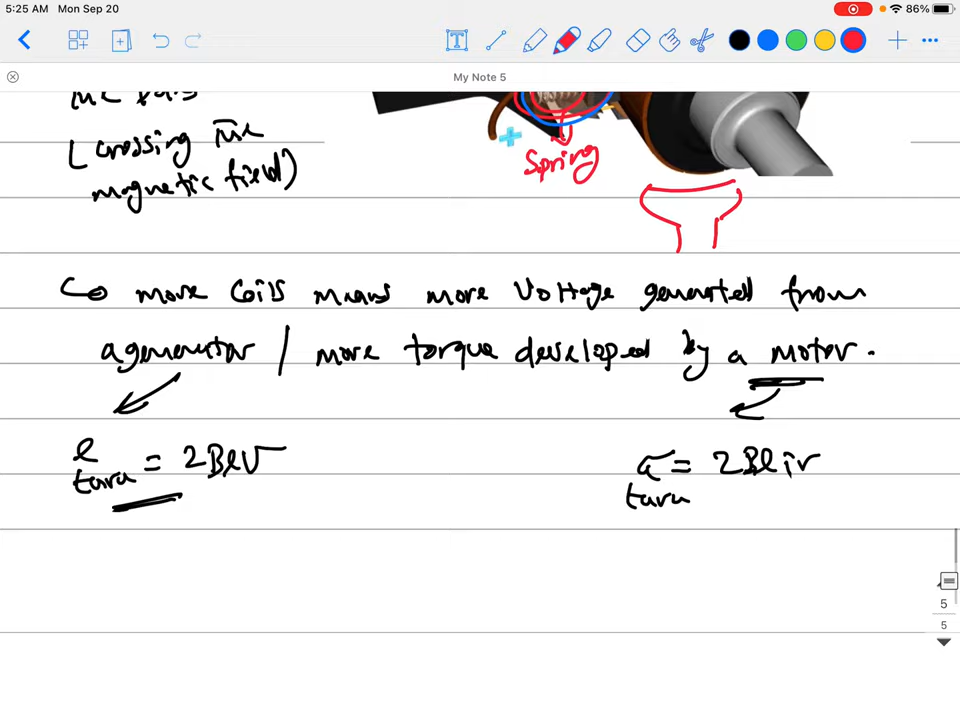 5:25 AM Mon Sep 20
86%
My Note 5
(crossing the
magnetic field)
Spring
more Coils means more Voltage generated from
a generator / more torque developed by a motor.
e turn = 2Blv
τ turn = 2Blir
5
5